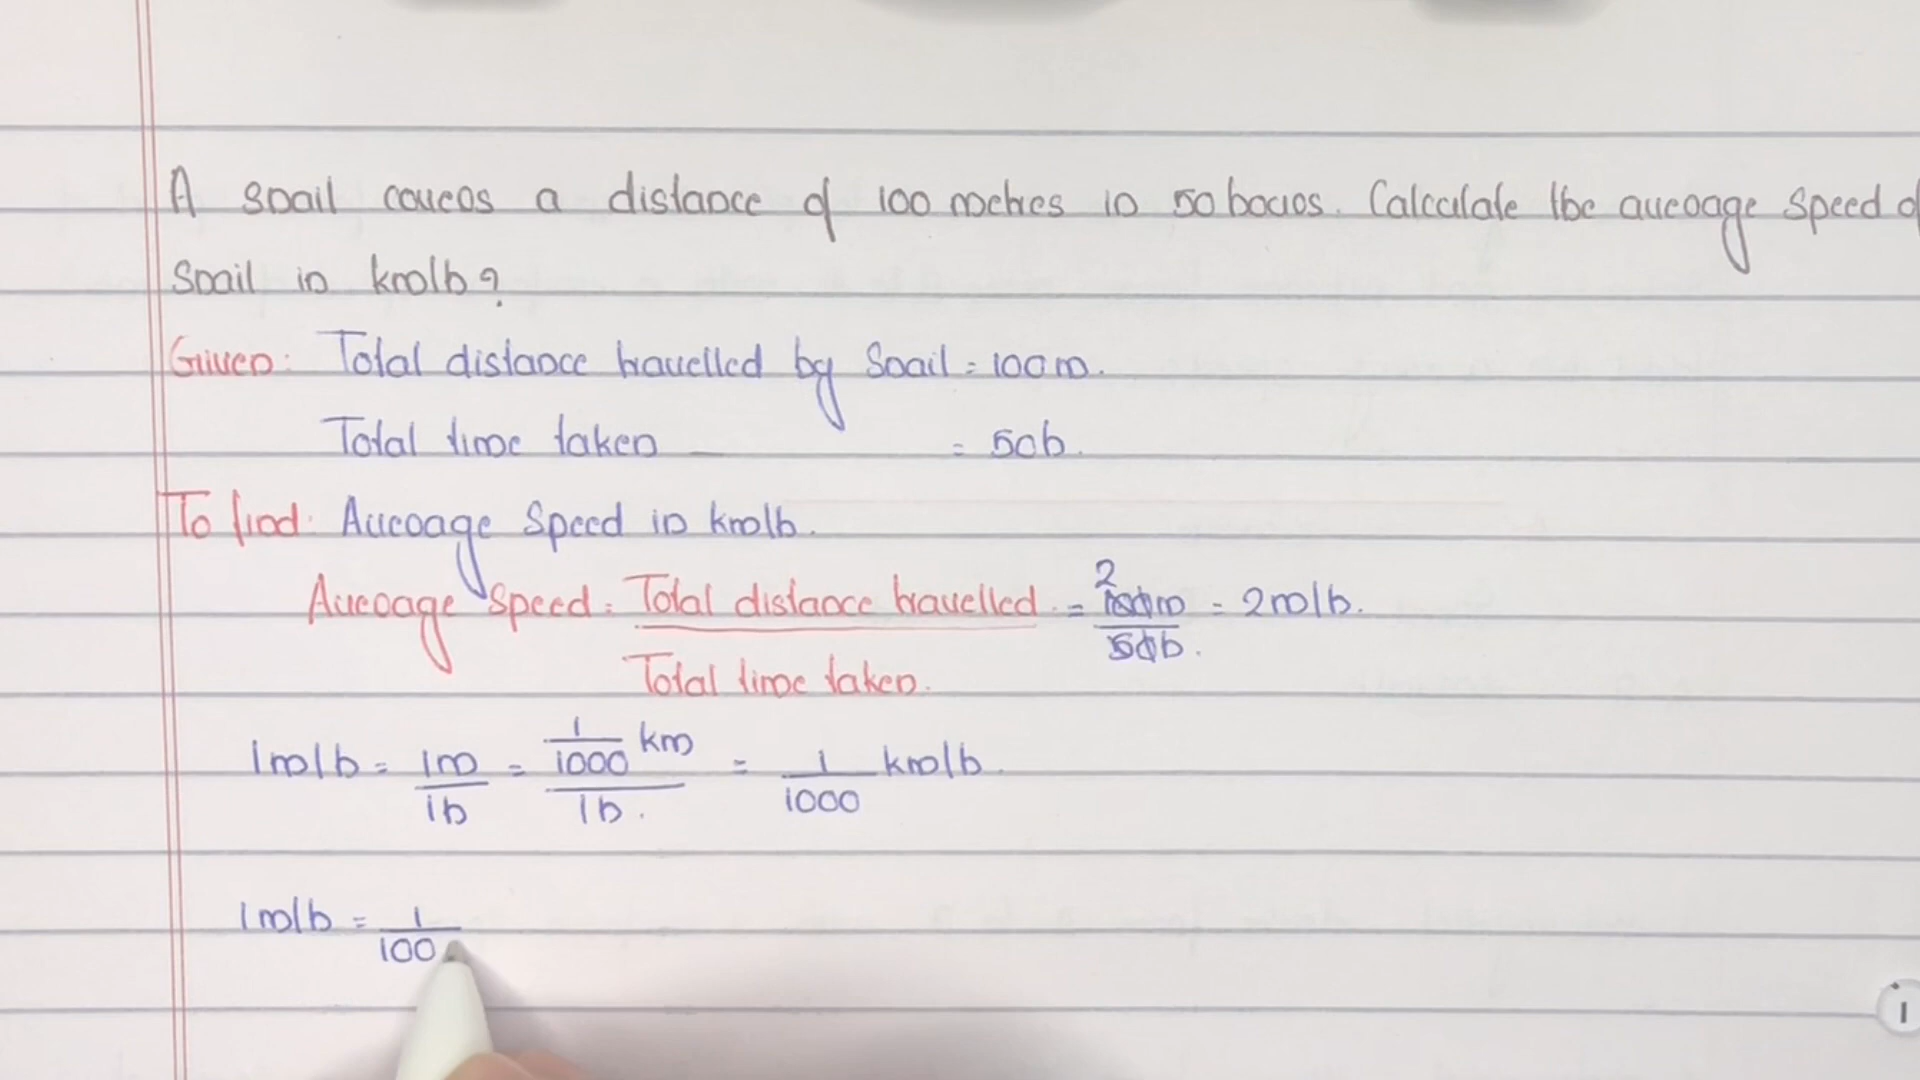 A snail covers a distance of 100 metres in 50 hours. Calculate the average speed of
snail in km/h?
Given: Total distance travelled by Snail = 100m.
Total time taken = 50h.
To find: Average Speed in km/h.
Average Speed = Total distance travelled / Total time taken. = 100m / 50h. 2 = 2m/h.
1m/h = 1m / 1h = 1/1000 km / 1h. = 1/1000 km/h.
1m/h = 1/100
1